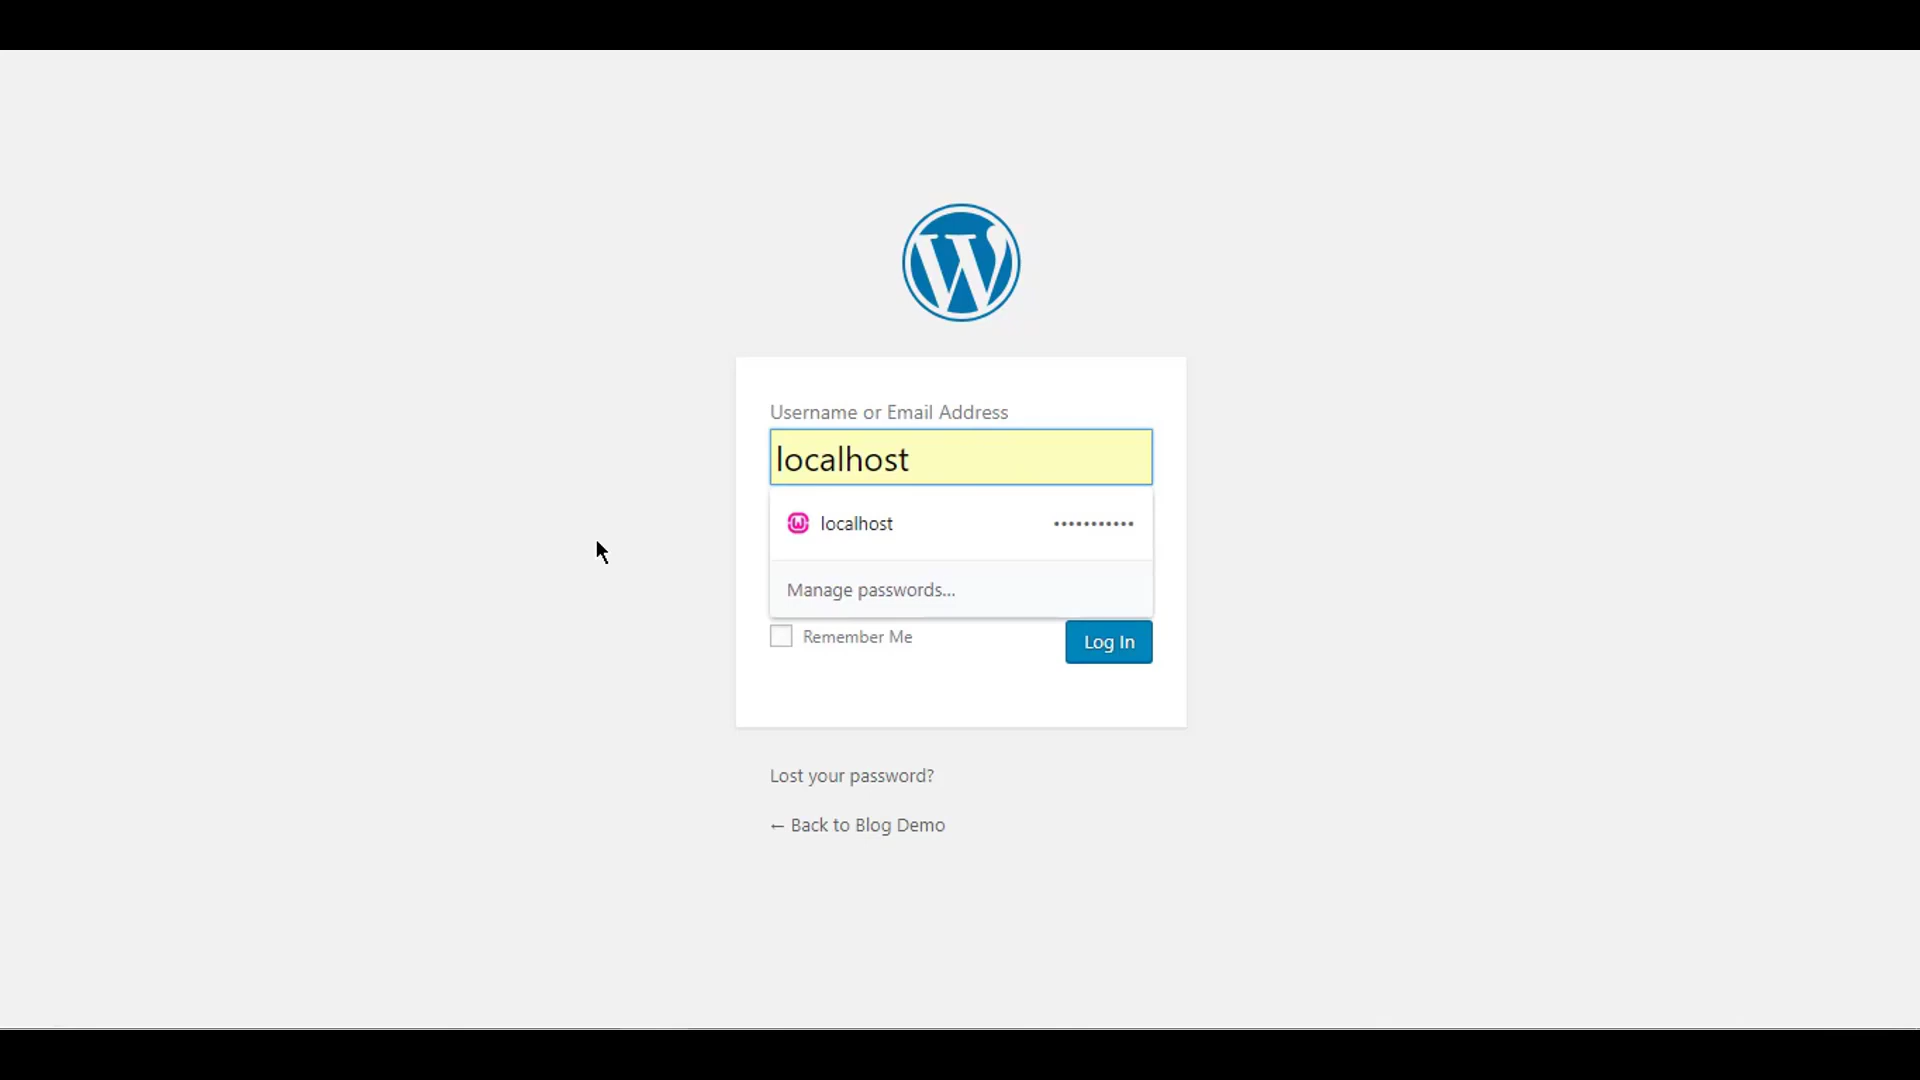 Username or Email Address
localhost
localhost •••••••••••
Manage passwords...
Remember Me
Log In
Lost your password?
← Back to Blog Demo